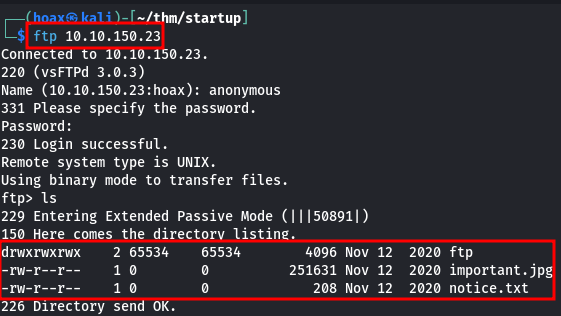 ┌──(hoax㉿kali)-[~/thm/startup]
└─$ ftp 10.10.150.23
Connected to 10.10.150.23.
220 (vsFTPd 3.0.3)
Name (10.10.150.23:hoax): anonymous
331 Please specify the password.
Password:
230 Login successful.
Remote system type is UNIX.
Using binary mode to transfer files.
ftp> ls
229 Entering Extended Passive Mode (|||50891|)
150 Here comes the directory listing.
drwxrwxrwx    2 65534    65534        4096 Nov 12  2020 ftp
-rw-r--r--    1 0        0          251631 Nov 12  2020 important.jpg
-rw-r--r--    1 0        0             208 Nov 12  2020 notice.txt
226 Directory send OK.